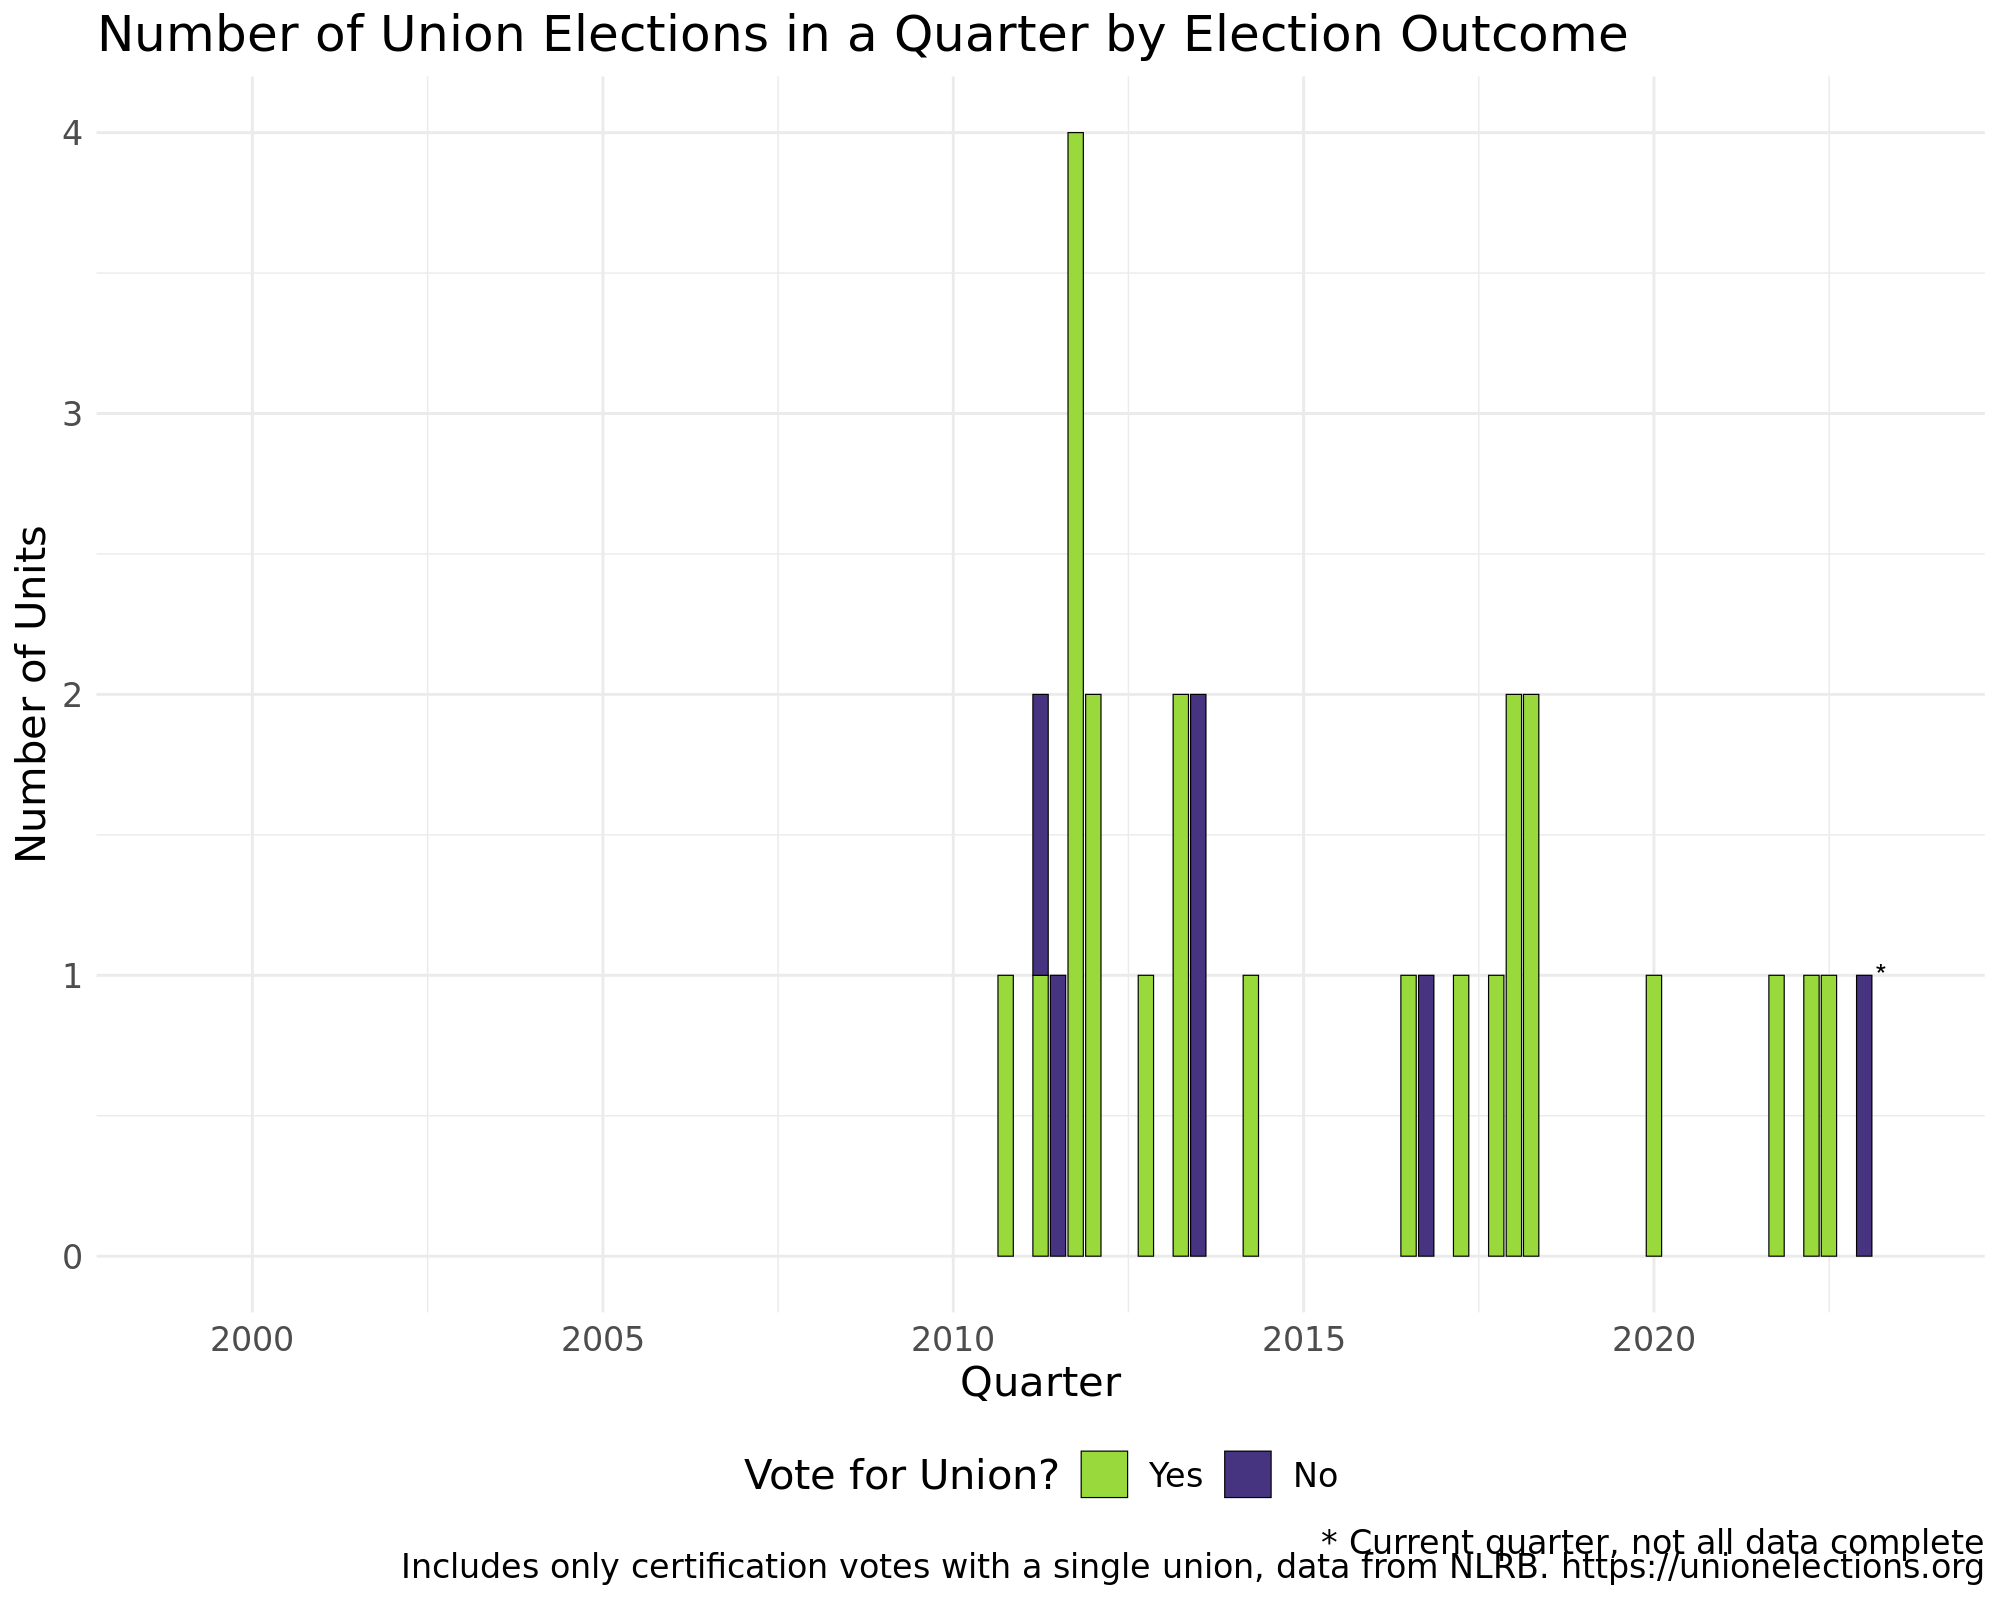 Number of Union Elections in a Quarter by Election Outcome
4
3
2
1
0
Number of Units
*
2000 2005 2010 2015 2020
Quarter
Vote for Union? Yes No
* Current quarter, not all data complete
Includes only certification votes with a single union, data from NLRB. https://unionelections.org